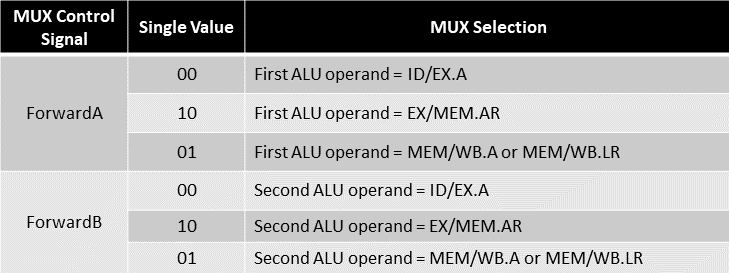 MUX Control Signal Single Value MUX Selection
ForwardA
00 First ALU operand = ID/EX.A
10 First ALU operand = EX/MEM.AR
01 First ALU operand = MEM/WB.A or MEM/WB.LR
ForwardB
00 Second ALU operand = ID/EX.A
10 Second ALU operand = EX/MEM.AR
01 Second ALU operand = MEM/WB.A or MEM/WB.LR